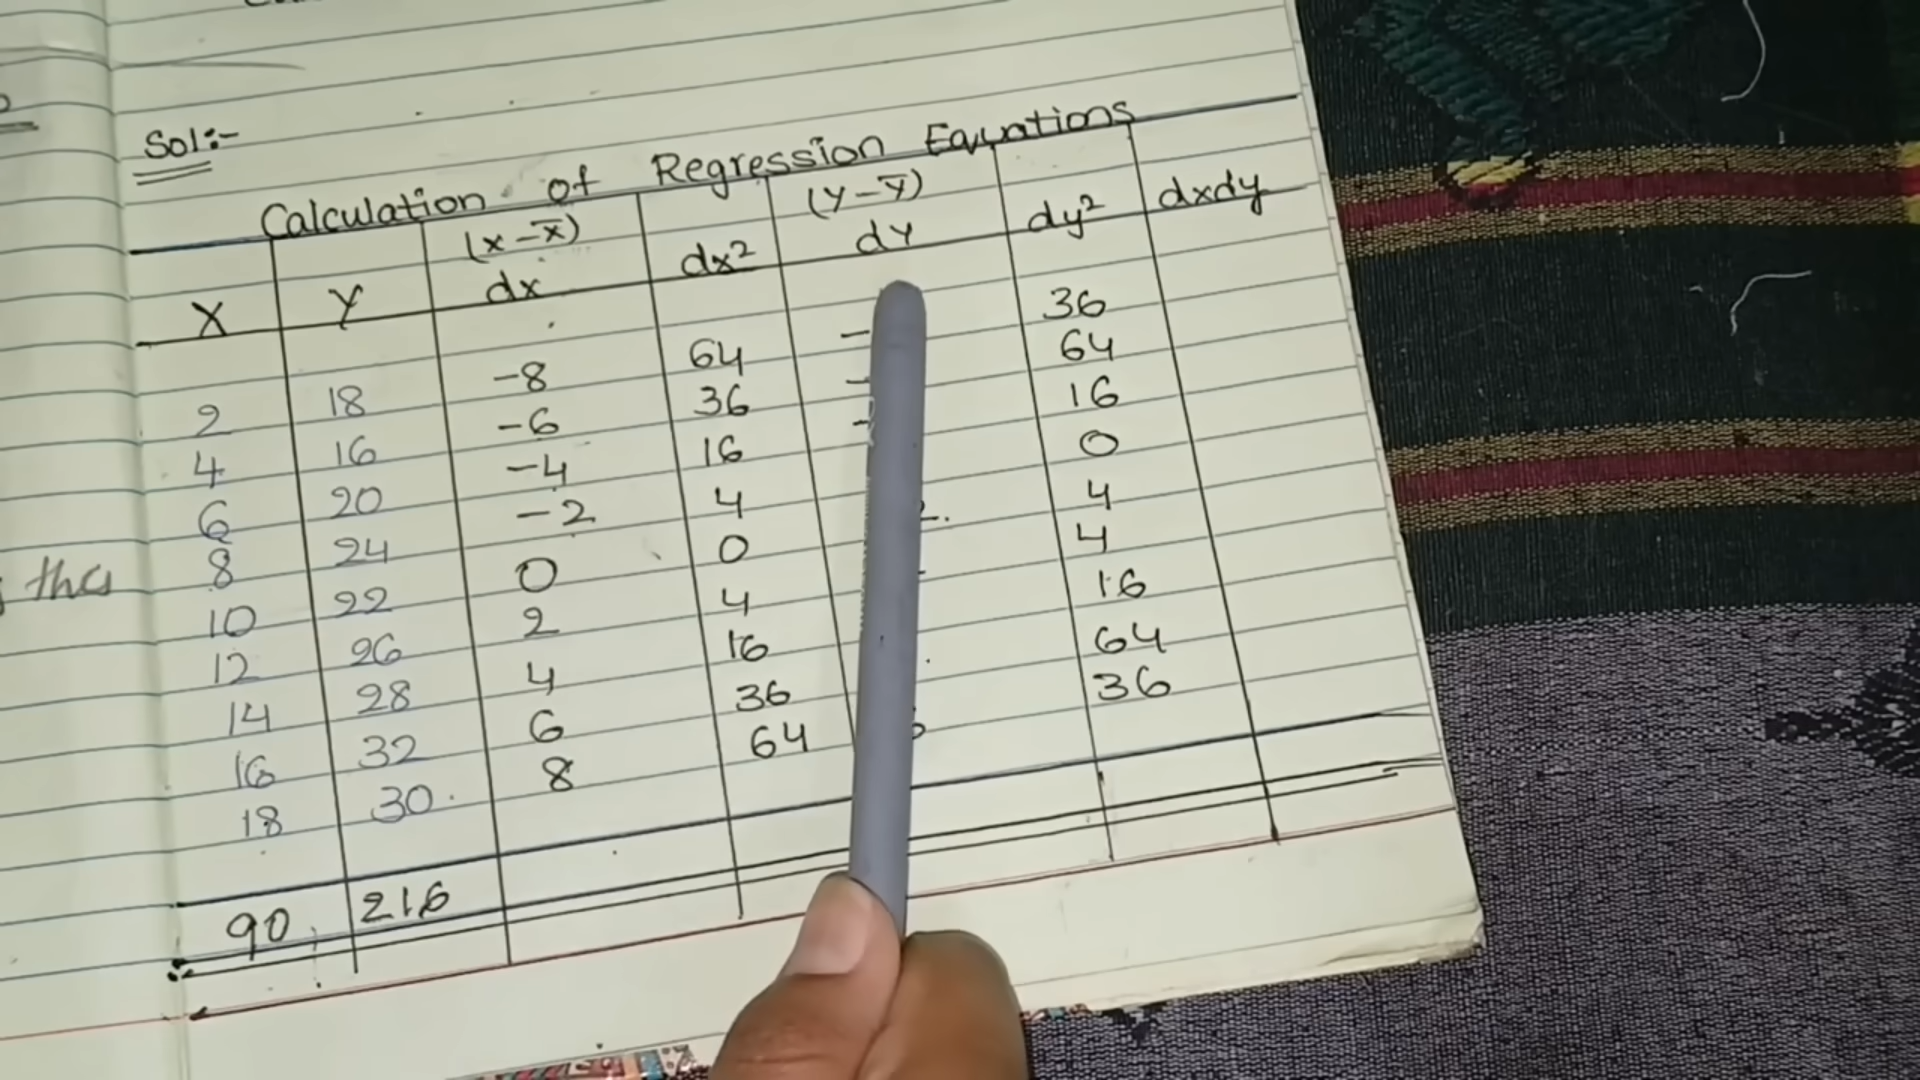 Sol:-
Calculation of Regression Equations
X Y (x-x̄) dx dx² (y-ȳ) dy dy² dxdy
2 18 -8 64 - 36
4 16 -6 36 - 64
6 20 -4 16 - 16
8 24 -2 4 0
10 22 0 0 4
12 26 2 4 4
14 28 4 16 16
16 32 6 36 64
18 30 8 64 36
90 216
this